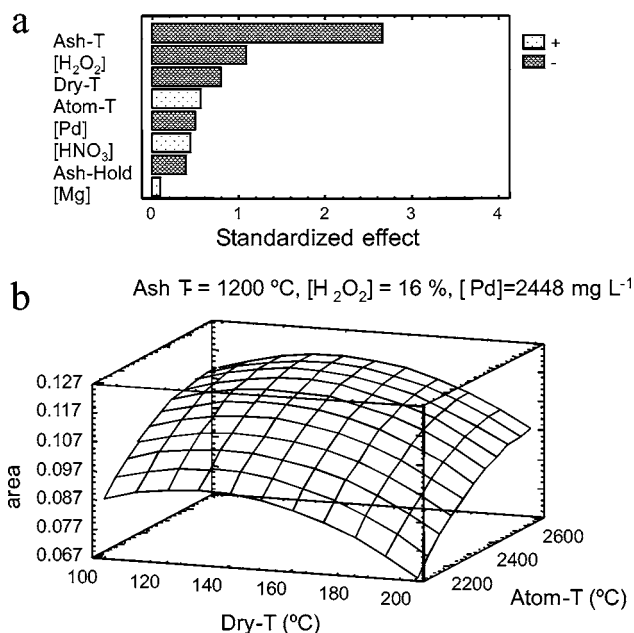 a
Ash-T
[H2O2]
Dry-T
Atom-T
[Pd]
[HNO3]
Ash-Hold
[Mg]
+
-
0 1 2 3 4
Standardized effect
b
Ash T = 1200 ºC, [H2O2] = 16 %, [Pd]=2448 mg L-1
0.127
0.117
0.107
0.097
0.087
0.077
0.067
area
100 120 140 160 180 200
Dry-T (ºC)
2200 2400 2600
Atom-T (ºC)